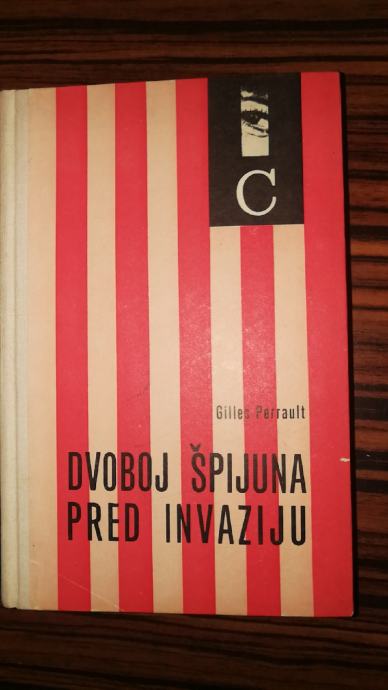 C
Gilles Perrault
DVOBOJ ŠPIJUNA
PRED INVAZIJU